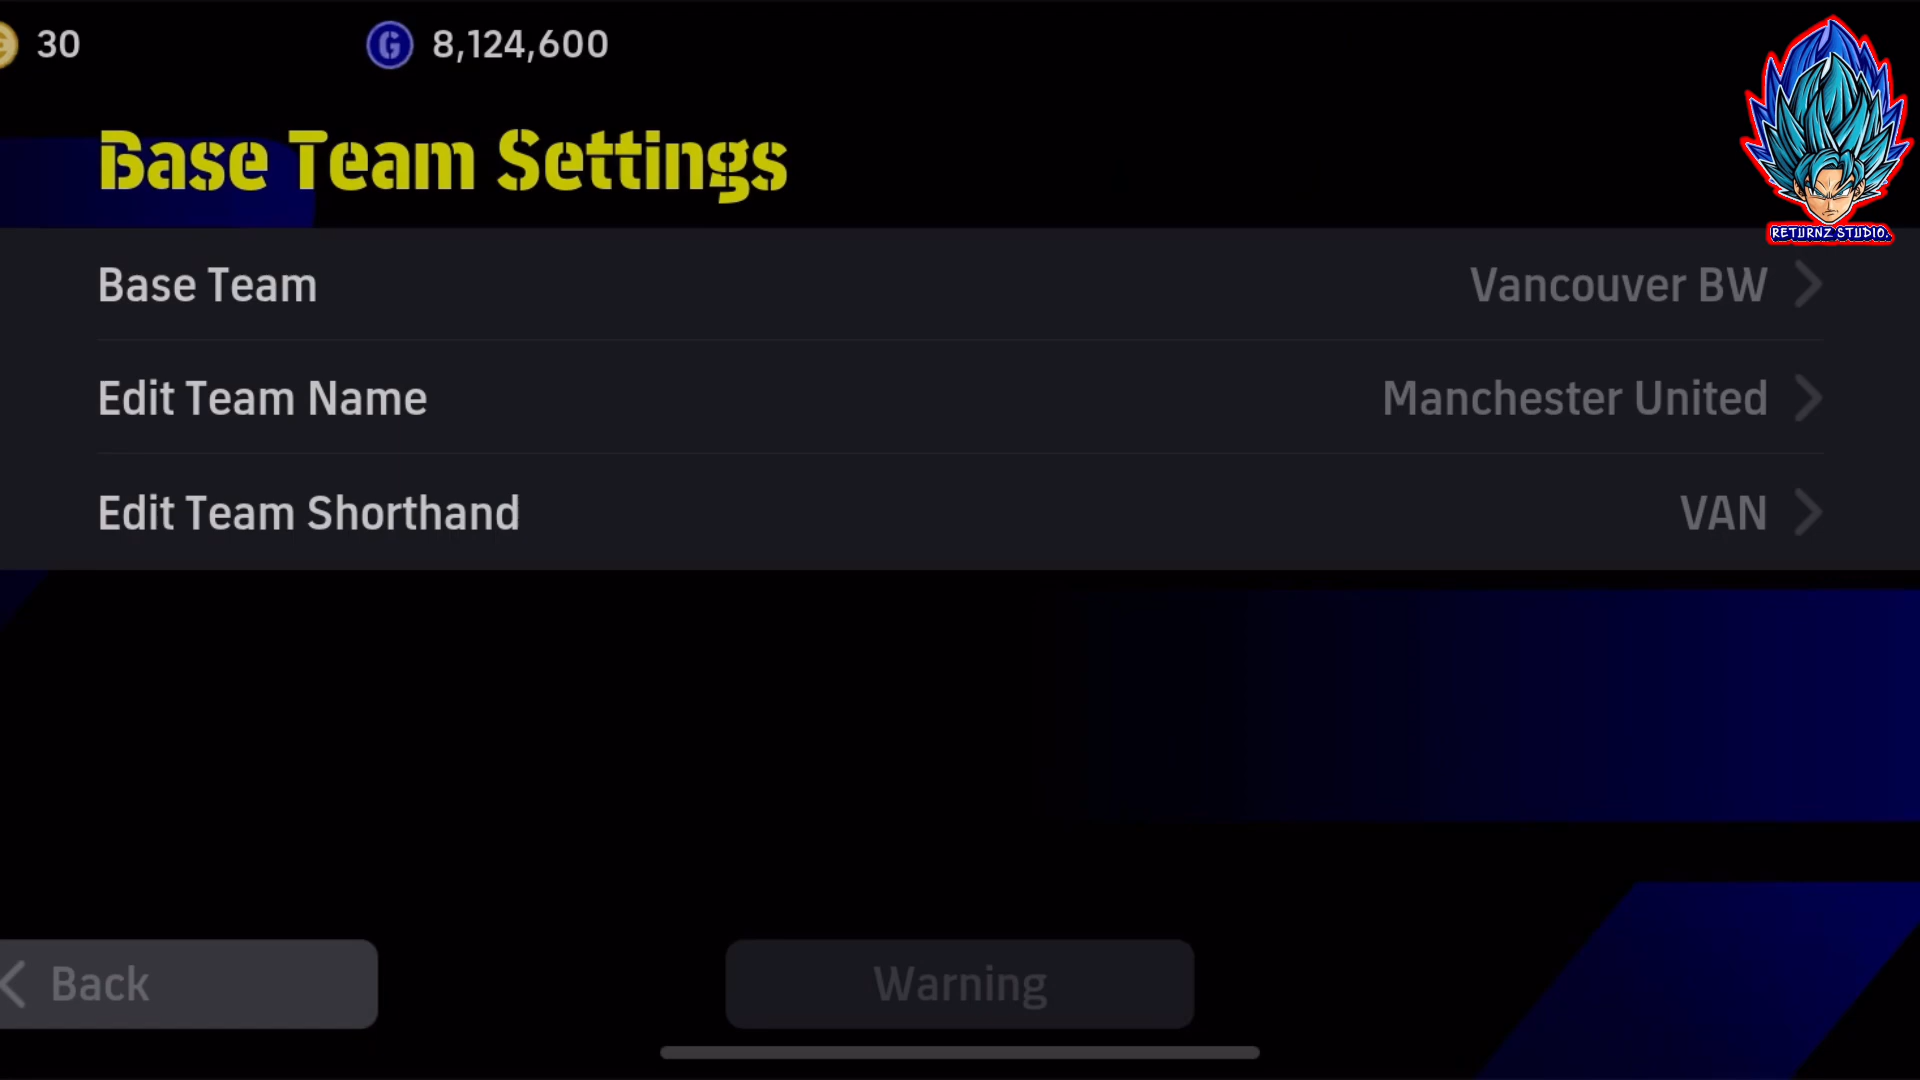 30
8,124,600
RETURNZ STUDIO.
Base Team Settings
Base Team Vancouver BW
Edit Team Name Manchester United
Edit Team Shorthand VAN
Back
Warning